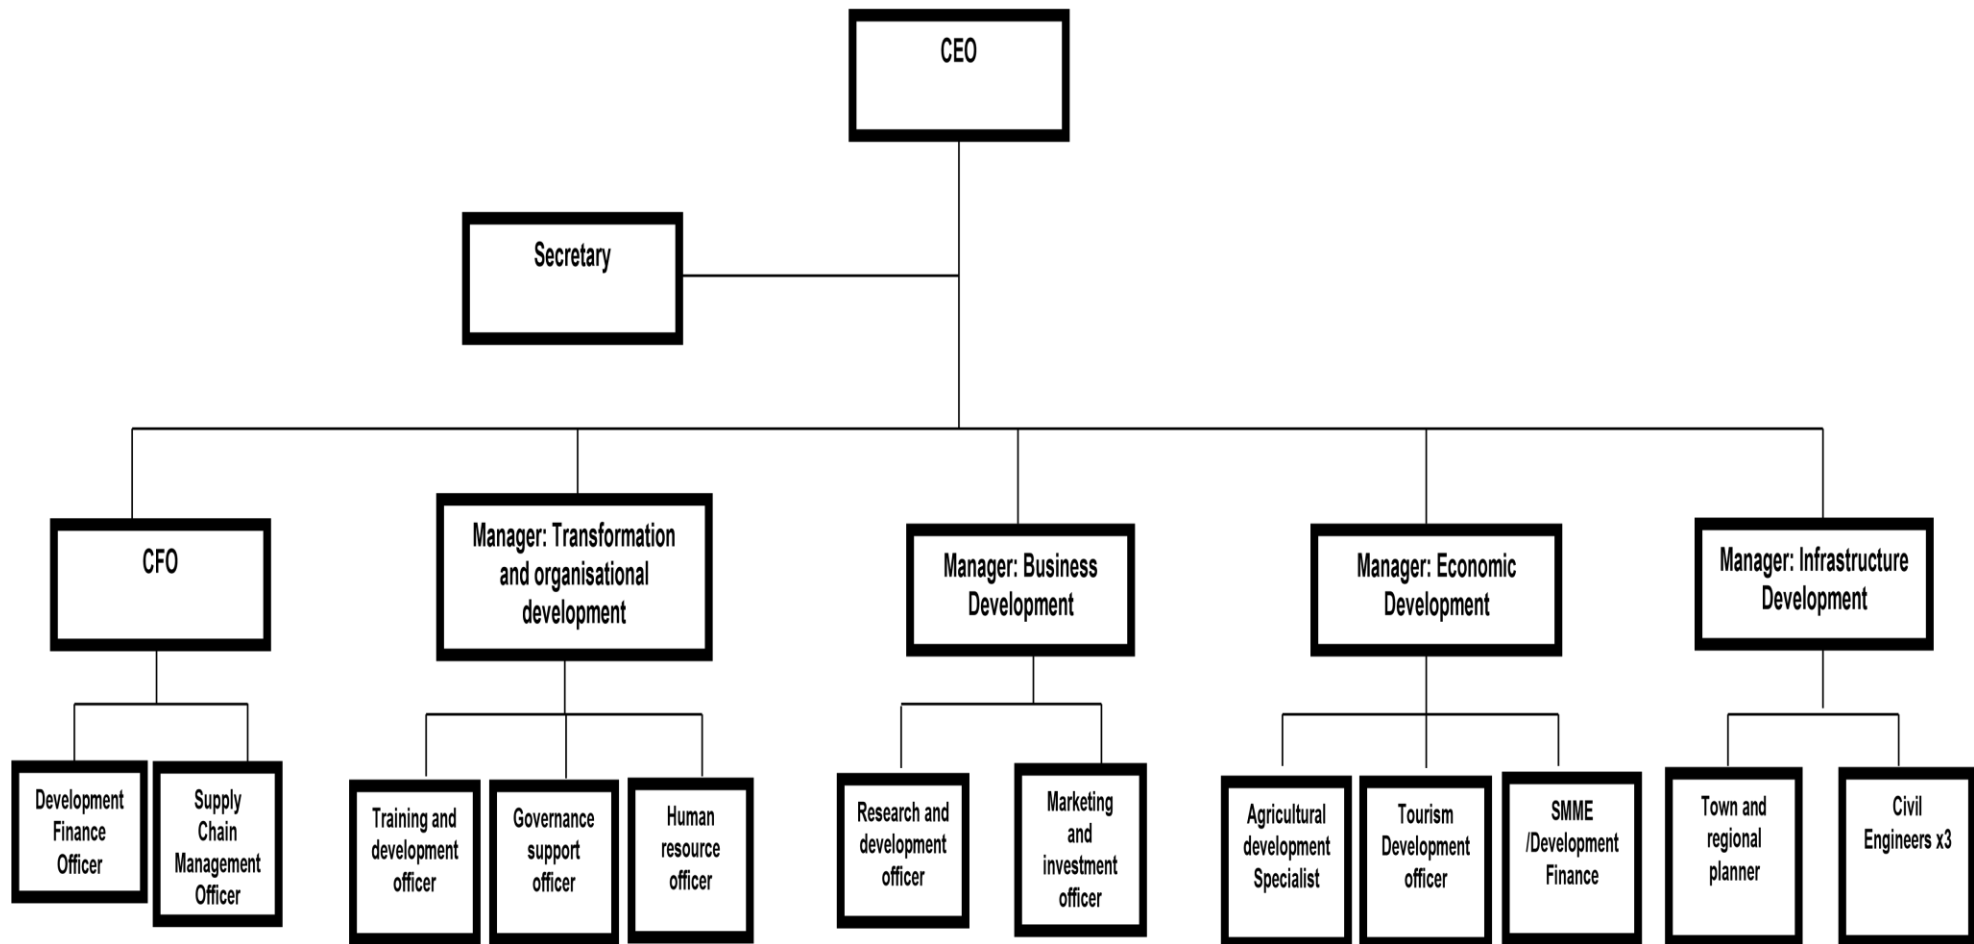 CEO
Secretary
CFO
Manager: Transformation
and organisational
development
Manager: Business
Development
Manager: Economic
Development
Manager: Infrastructure
Development
Development
Finance
Officer
Supply
Chain
Management
Officer
Training and
development
officer
Governance
support
officer
Human
resource
officer
Research and
development
officer
Marketing
and
investment
officer
Agricultural
development
Specialist
Tourism
Development
officer
SMME
/Development
Finance
Town and
regional
planner
Civil
Engineers x3